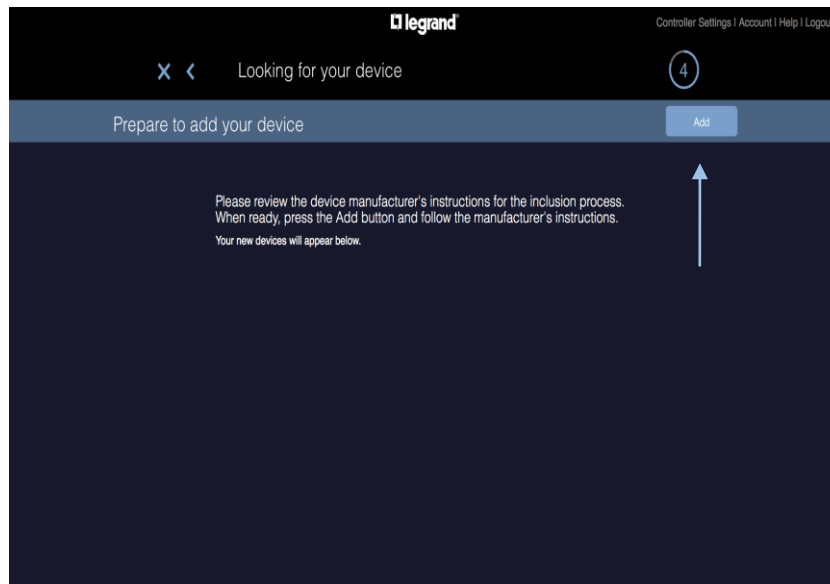 legrand
Controller Settings I Account I Help I Logou
Looking for your device
4
Prepare to add your device
Add
Please review the device manufacturer's instructions for the inclusion process.
When ready, press the Add button and follow the manufacturer's instructions.
Your new devices will appear below.